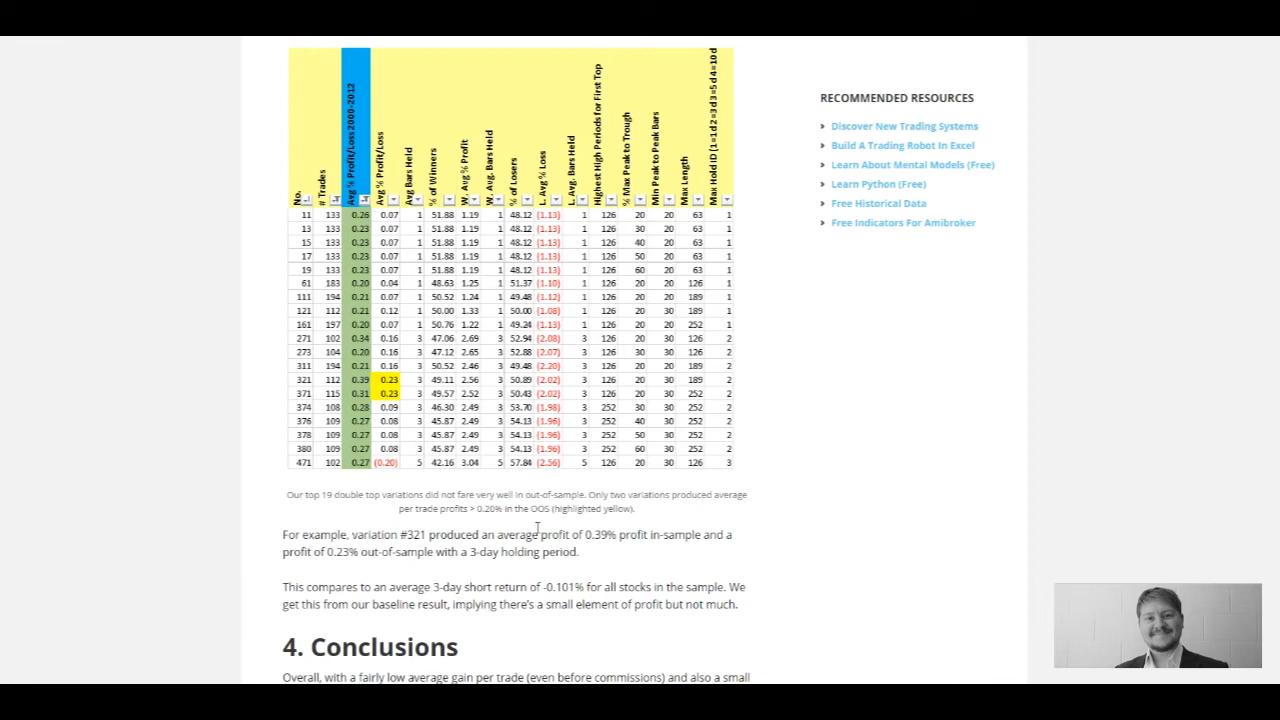 No. # Trades Avg % Profit/Loss 2000-2012 Avg % Profit/Loss Avg Bars Held % of Winners W. Avg % Profit W. Avg. Bars Held % of Losers L. Avg % Loss L. Avg. Bars Held Highest High Periods for First Top % Max Peak to Trough Min Peak to Peak Bars Max Length Max Hold ID (1=1d 2=3d 3=5d 4=10d
11 133 0.26 0.07 1 51.88 1.19 1 48.12 (1.13) 1 126 20 20 63 1
13 133 0.23 0.07 1 51.88 1.19 1 48.12 (1.13) 1 126 30 20 63 1
15 133 0.23 0.07 1 51.88 1.19 1 48.12 (1.13) 1 126 40 20 63 1
17 133 0.23 0.07 1 51.88 1.19 1 48.12 (1.13) 1 126 50 20 63 1
19 133 0.23 0.07 1 51.88 1.19 1 48.12 (1.13) 1 126 60 20 63 1
61 183 0.20 0.04 1 48.63 1.25 1 51.37 (1.10) 1 126 20 20 126 1
111 194 0.21 0.07 1 50.52 1.24 1 49.48 (1.12) 1 126 20 20 189 1
121 112 0.21 0.12 1 50.00 1.33 1 50.00 (1.08) 1 126 20 30 189 1
161 197 0.20 0.07 1 50.76 1.22 1 49.24 (1.13) 1 126 20 20 252 1
271 102 0.34 0.16 3 47.06 2.69 3 52.94 (2.08) 3 126 20 30 126 2
273 104 0.20 0.16 3 47.12 2.65 3 52.88 (2.07) 3 126 30 30 126 2
311 194 0.21 0.16 3 50.52 2.46 3 49.48 (2.20) 3 126 20 20 189 2
321 112 0.39 0.23 3 49.11 2.56 3 50.89 (2.02) 3 126 20 30 189 2
371 115 0.31 0.23 3 49.57 2.52 3 50.43 (2.02) 3 126 20 30 252 2
374 108 0.28 0.09 3 46.30 2.49 3 53.70 (1.98) 3 252 30 30 252 2
376 109 0.27 0.08 3 45.87 2.49 3 54.13 (1.96) 3 252 40 30 252 2
378 109 0.27 0.08 3 45.87 2.49 3 54.13 (1.96) 3 252 50 30 252 2
380 109 0.27 0.08 3 45.87 2.49 3 54.13 (1.96) 3 252 60 30 252 2
471 102 0.27 (0.20) 5 42.16 3.04 5 57.84 (2.56) 5 126 20 30 126 3
Our top 19 double top variations did not fare very well in out-of-sample. Only two variations produced average
per trade profits > 0.20% in the OOS (highlighted yellow).
For example, variation #321 produced an average profit of 0.39% profit in-sample and a
profit of 0.23% out-of-sample with a 3-day holding period.
This compares to an average 3-day short return of -0.101% for all stocks in the sample. We
get this from our baseline result, implying there's a small element of profit but not much.
4. Conclusions
Overall, with a fairly low average gain per trade (even before commissions) and also a small
RECOMMENDED RESOURCES
Discover New Trading Systems
Build A Trading Robot In Excel
Learn About Mental Models (Free)
Learn Python (Free)
Free Historical Data
Free Indicators For Amibroker